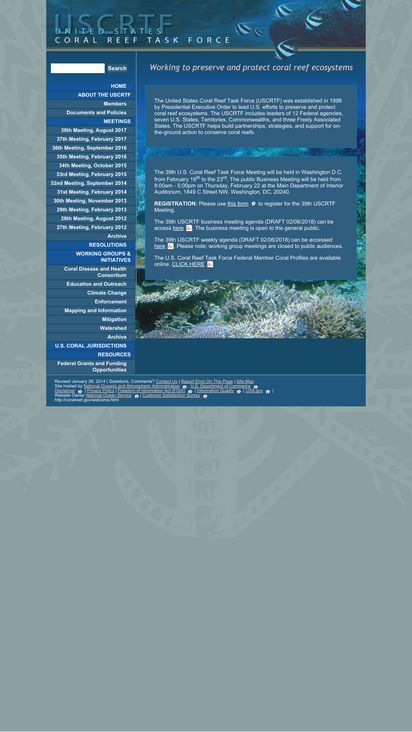 USCRTF
UNITED STATES
CORAL REEF TASK FORCE
Search
Working to preserve and protect coral reef ecosystems
HOME
ABOUT THE USCRTF
Members
Documents and Policies
MEETINGS
38th Meeting, August 2017
37th Meeting, February 2017
36th Meeting, September 2016
35th Meeting, February 2016
34th Meeting, October 2015
33rd Meeting, February 2015
32nd Meeting, September 2014
31st Meeting, February 2014
30th Meeting, November 2013
29th Meeting, February 2013
28th Meeting, August 2012
27th Meeting, February 2012
Archive
RESOLUTIONS
WORKING GROUPS &
INITIATIVES
Coral Disease and Health
Consortium
Education and Outreach
Climate Change
Enforcement
Mapping and Information
Mitigation
Watershed
Archive
U.S. CORAL JURISDICTIONS
RESOURCES
Federal Grants and Funding
Opportunities
The United States Coral Reef Task Force (USCRTF) was established in 1998
by Presidential Executive Order to lead U.S. efforts to preserve and protect
coral reef ecosystems. The USCRTF includes leaders of 12 Federal agencies,
seven U.S. States, Territories, Commonwealths, and three Freely Associated
States. The USCRTF helps build partnerships, strategies, and support for on-
the-ground action to conserve coral reefs.
The 39th U.S. Coral Reef Task Force Meeting will be held in Washington D.C.
from February 19th to the 23rd. The public Business Meeting will be held from
8:00am - 5:00pm on Thursday, February 22 at the Main Department of Interior
Auditorium, 1849 C Street NW, Washington, DC, 20240.
REGISTRATION: Please use this form to register for the 39th USCRTF
Meeting.
The 39th USCRTF business meeting agenda (DRAFT 02/06/2018) can be
access here. The business meeting is open to the general public.
The 39th USCRTF weekly agenda (DRAFT 02/06/2018) can be accessed
here. Please note: working group meetings are closed to public audiences.
The U.S. Coral Reef Task Force Federal Member Coral Profiles are available
online. CLICK HERE.
Revised January 28, 2014 | Questions, Comments? Contact Us | Report Error On This Page | Site Map
Site hosted by National Oceanic and Atmospheric Administration U.S. Department of Commerce
Disclaimer | Privacy Policy | Freedom of Information Act (FOIA) | Information Quality | USA.gov |
Website Owner National Ocean Service | Customer Satisfaction Survey
http://coralreef.gov/welcome.html